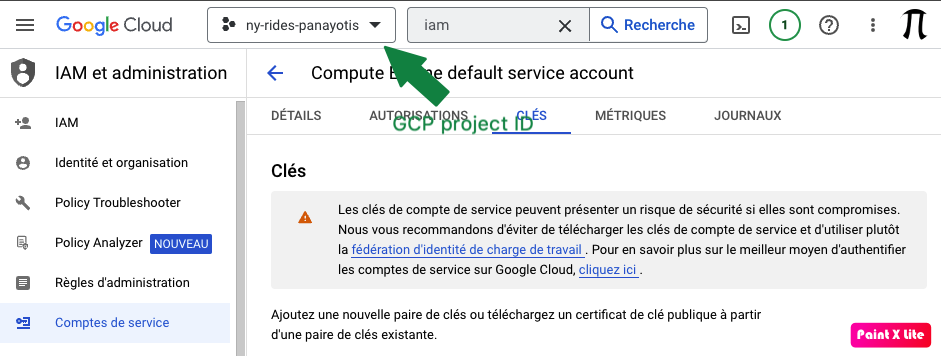 Google Cloud
ny-rides-panayotis
iam
Recherche
1
IAM et administration
Compute E ne default service account
DÉTAILS
AUTORISATIONS
CLÉS
MÉTRIQUES
JOURNAUX
GCP project ID
IAM
Identité et organisation
Policy Troubleshooter
Policy Analyzer
NOUVEAU
Règles d'administration
Comptes de service
Clés
Les clés de compte de service peuvent présenter un risque de sécurité si elles sont compromises.
Nous vous recommandons d'éviter de télécharger les clés de compte de service et d'utiliser plutôt
la fédération d'identité de charge de travail . Pour en savoir plus sur le meilleur moyen d'authentifier
les comptes de service sur Google Cloud, cliquez ici .
Ajoutez une nouvelle paire de clés ou téléchargez un certificat de clé publique à partir
d'une paire de clés existante.
Paint X Lite